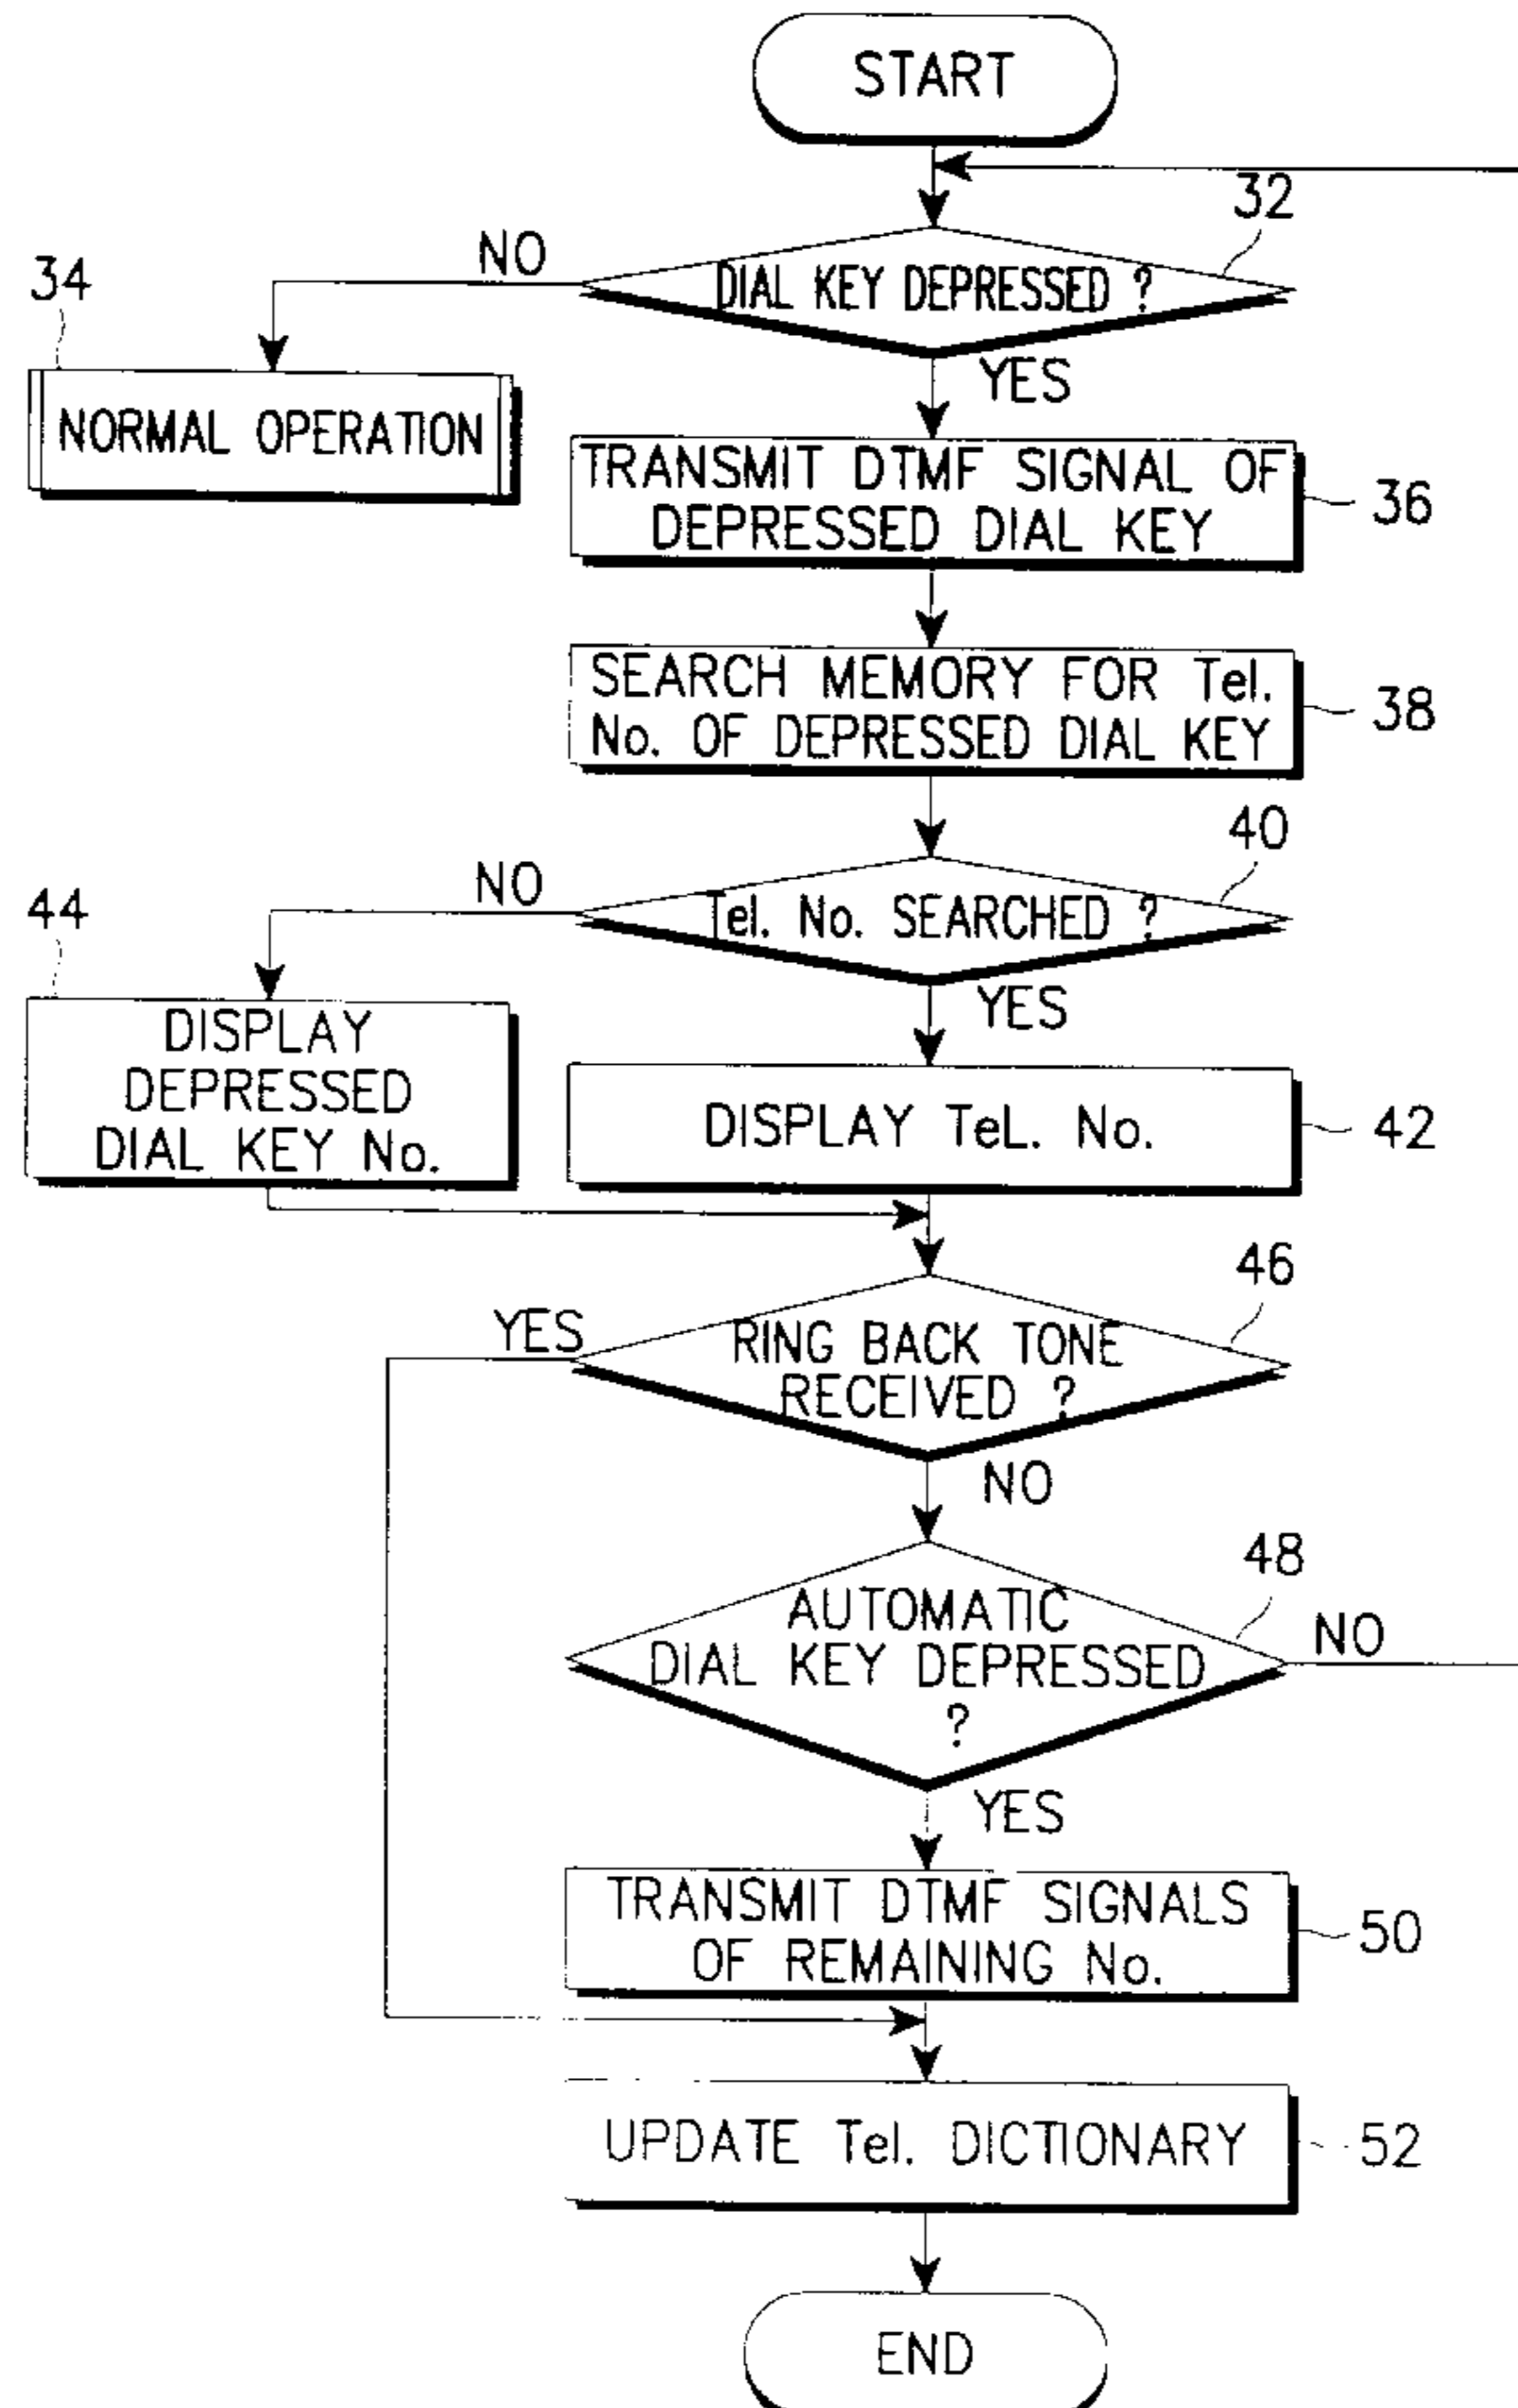 START
32
NO
DIAL KEY DEPRESSED ?
34
YES
NORMAL OPERATION
TRANSMIT DTMF SIGNAL OF
DEPRESSED DIAL KEY
36
SEARCH MEMORY FOR Tel.
No. OF DEPRESSED DIAL KEY
38
40
NO
Tel. No. SEARCHED ?
44
YES
DISPLAY
DEPRESSED
DIAL KEY No.
DISPLAY TeL. No.
42
46
YES
RING BACK TONE
RECEIVED ?
NO
48
AUTOMATIC
DIAL KEY DEPRESSED
?
NO
YES
TRANSMIT DTMF SIGNALS
OF REMAINING No.
50
UPDATE Tel. DICTIONARY
52
END